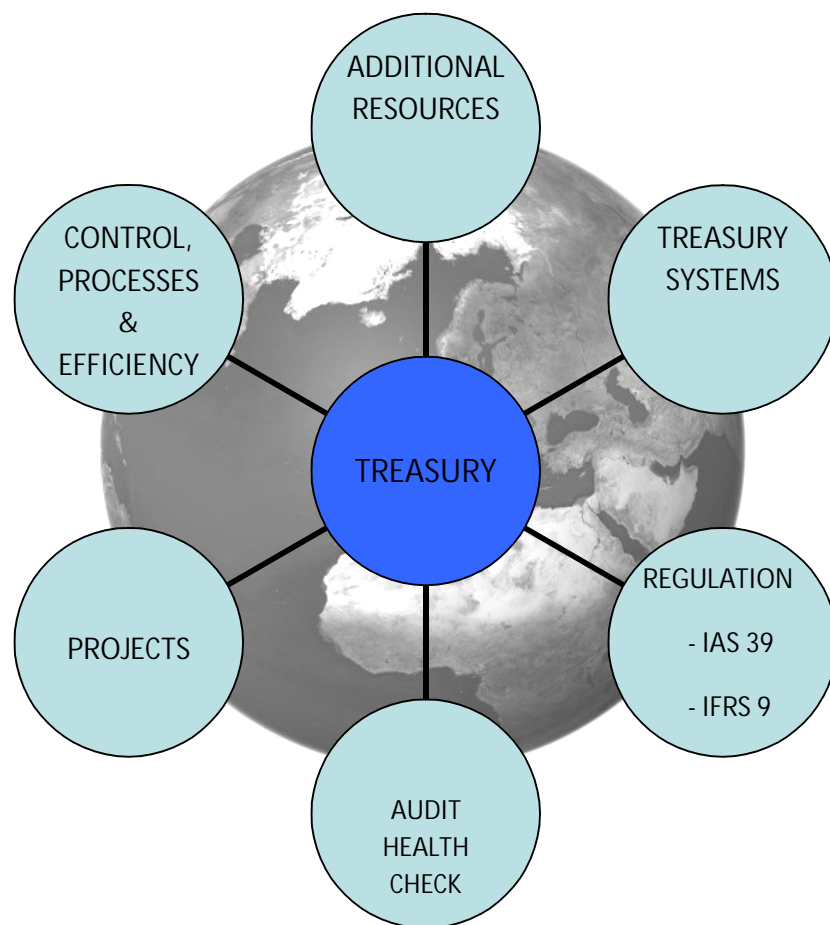 ADDITIONAL
RESOURCES
CONTROL,
PROCESSES
&
EFFICIENCY
TREASURY
SYSTEMS
TREASURY
PROJECTS
REGULATION
- IAS 39
- IFRS 9
AUDIT
HEALTH
CHECK